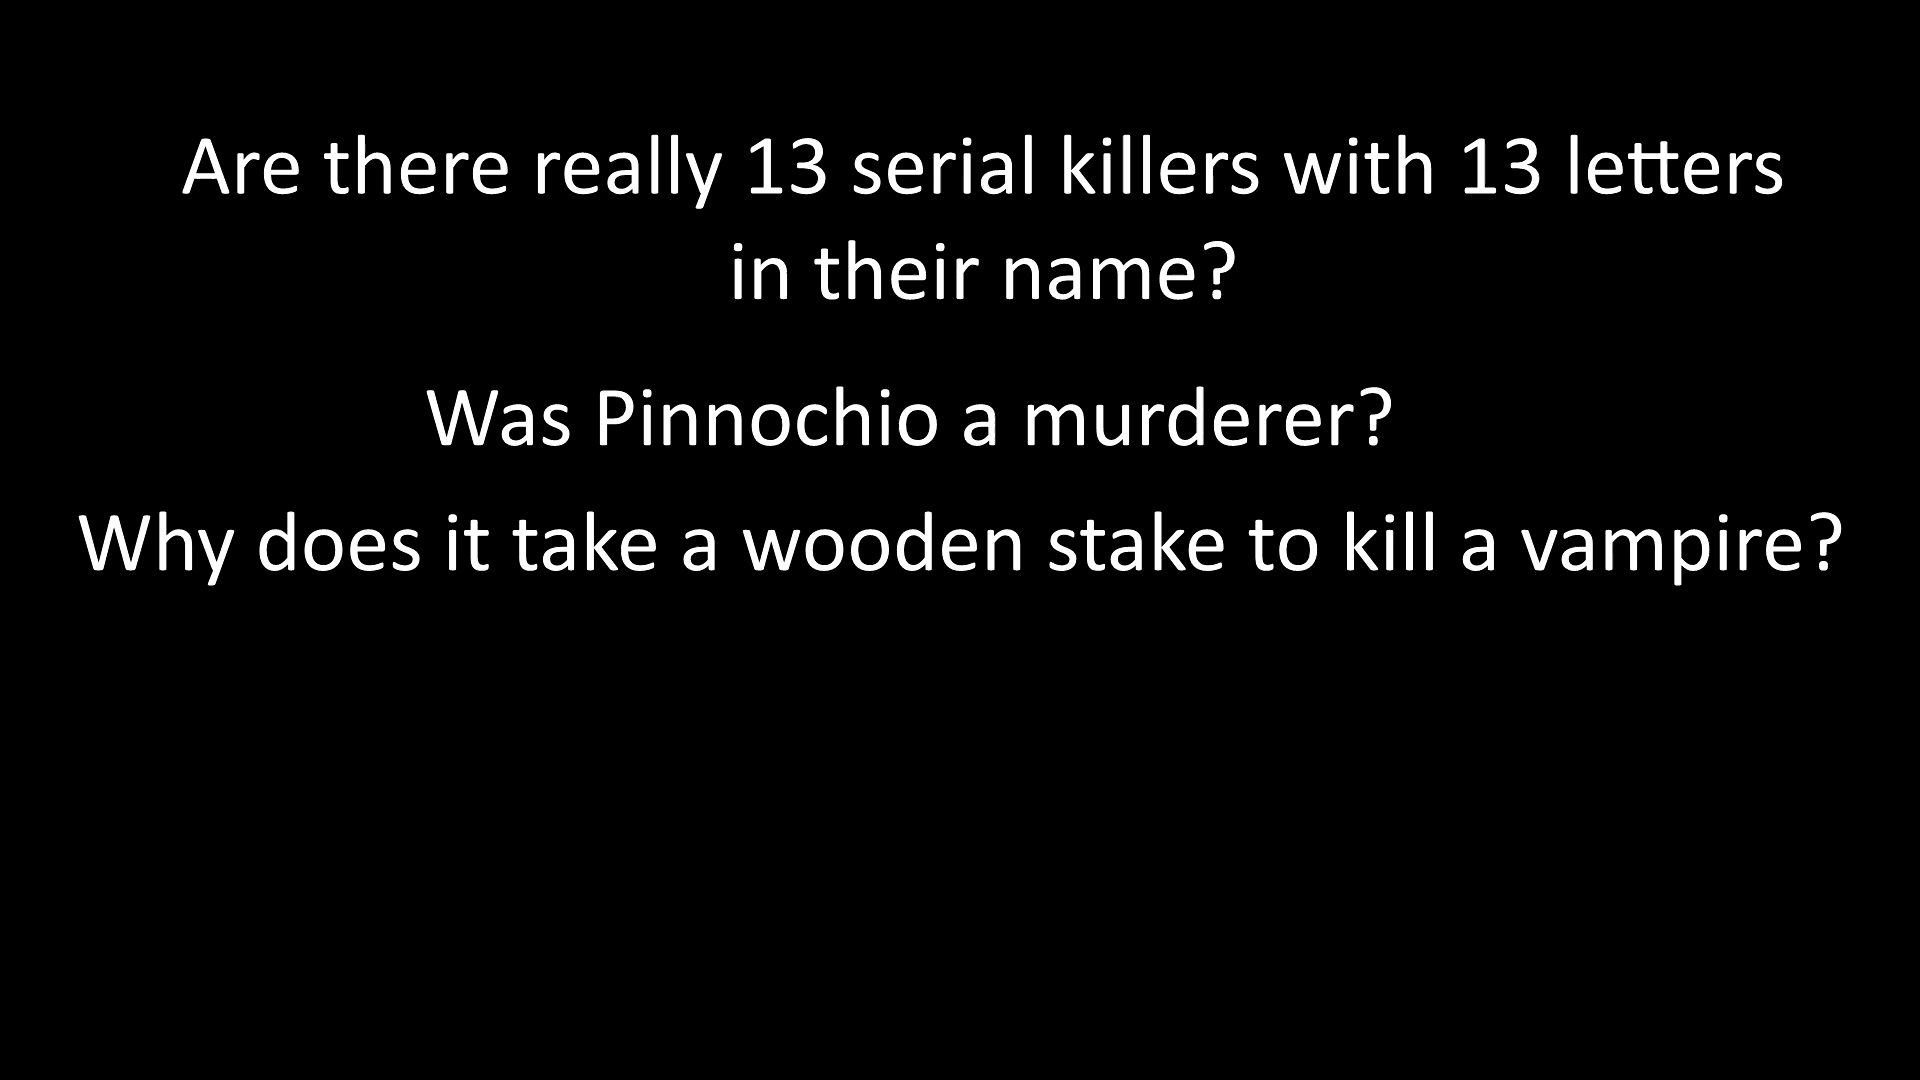 Are there really 13 serial killers with 13 letters
in their name?
Was Pinnochio a murderer?
Why does it take a wooden stake to kill a vampire?